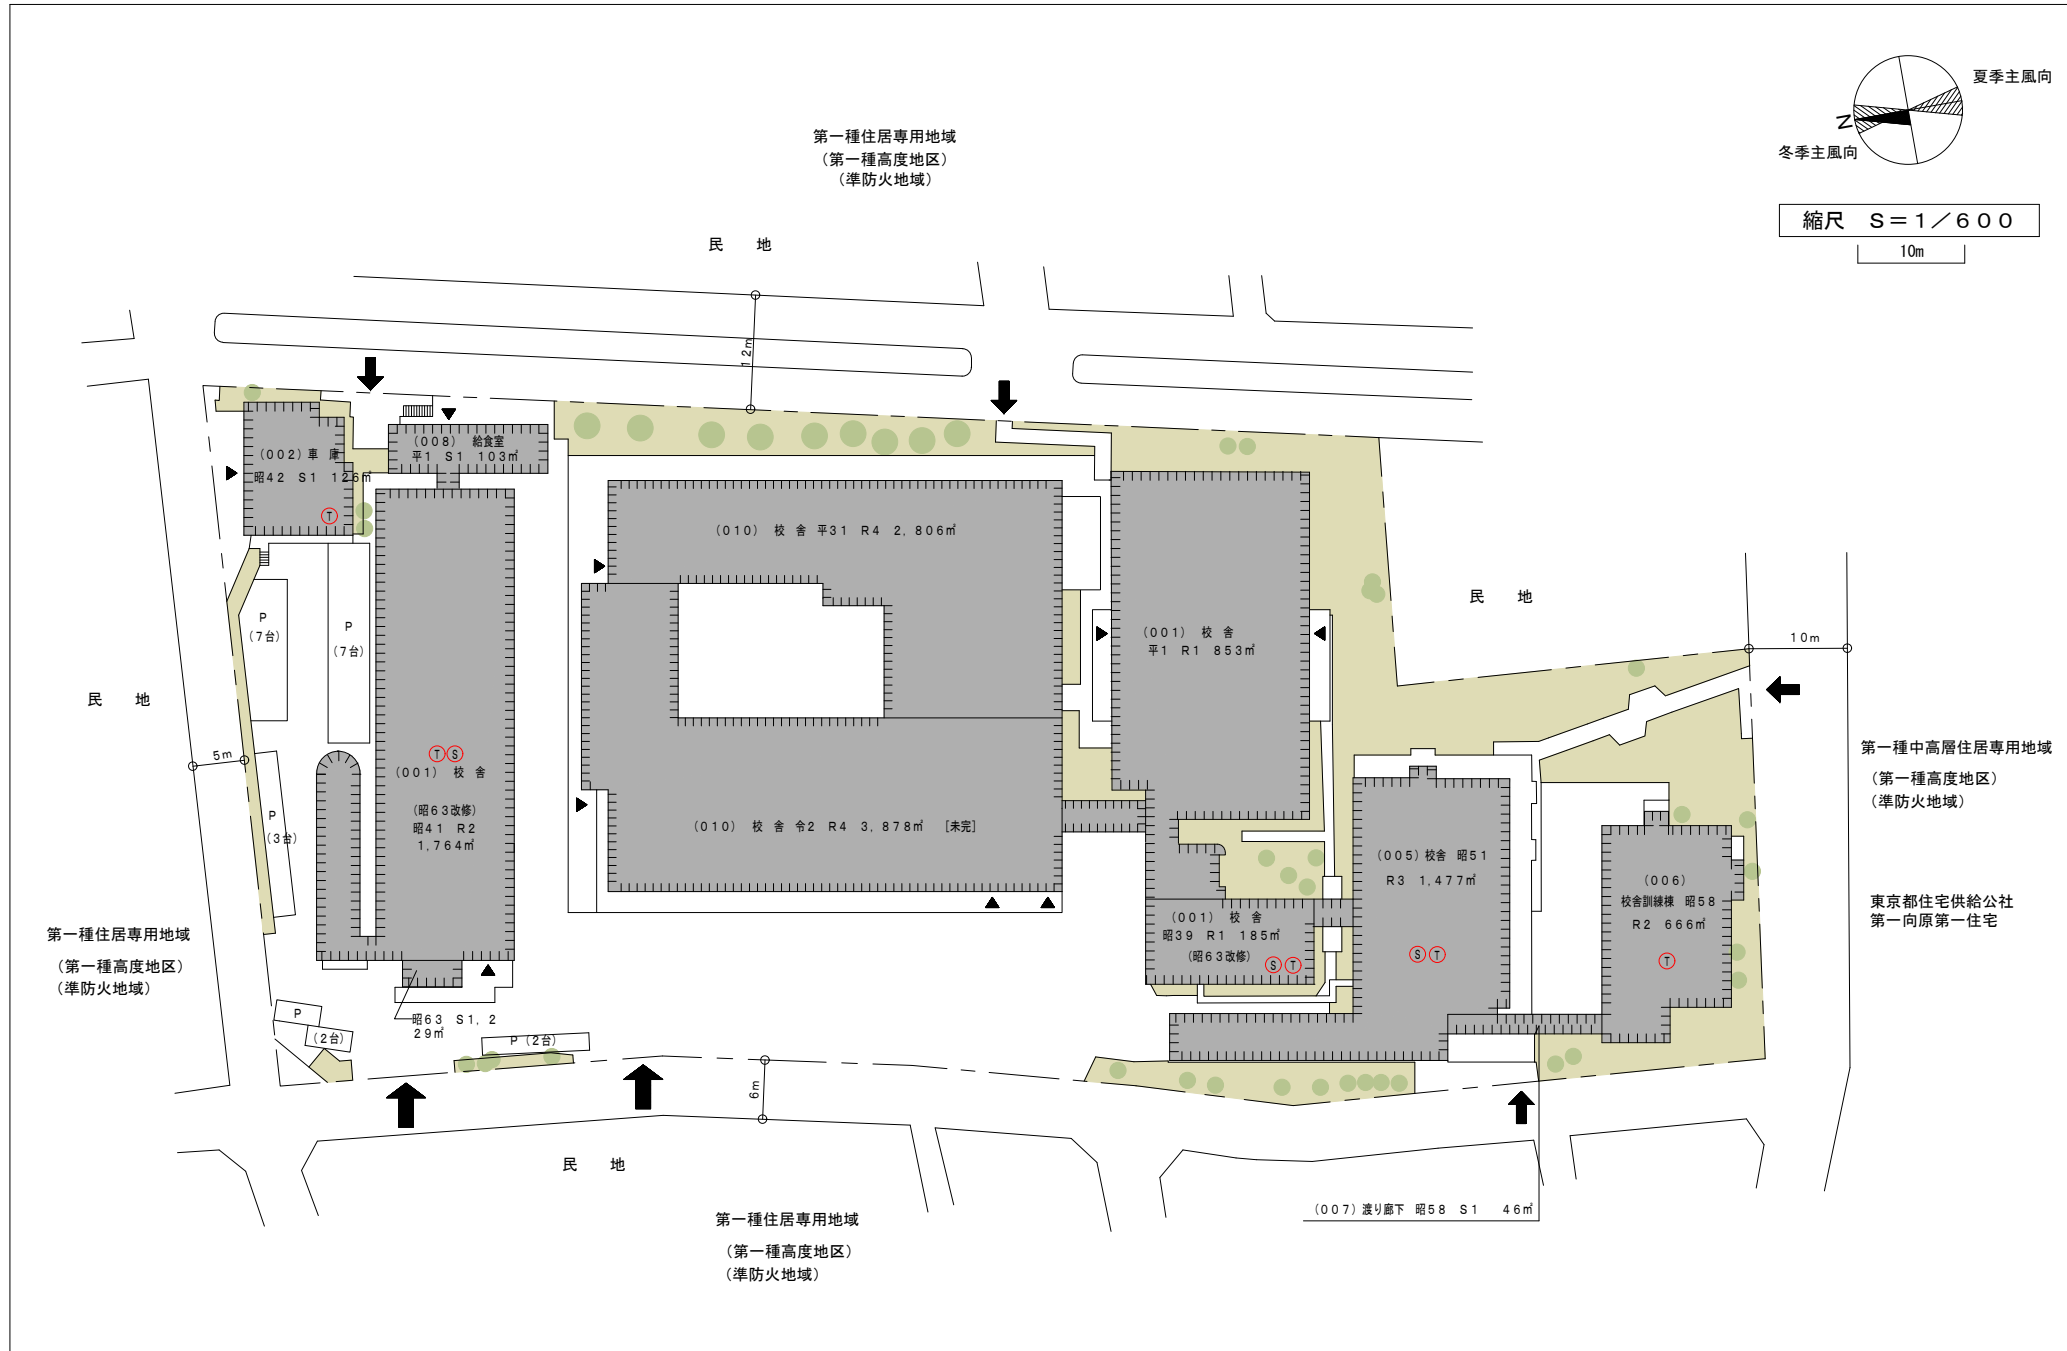 夏季主風向
N
冬季主風向
縮尺 S=1/600
10m
第一種住居専用地域
(第一種高度地区)
(準防火地域)
民 地
12m
(008) 給食室
平1 S1 103㎡
(002)車 庫
昭42 S1 126㎡
T
(010) 校 舎 平31 R4 2,806㎡
(001) 校 舎
平1 R1 853㎡
民 地
10m
P
(7台)
P
(7台)
民 地
5m
T S
(001) 校 舎
(昭63改修)
昭41 R2
1,764㎡
P
(3台)
(010) 校 舎 令2 R4 3,878㎡ [未完]
(005)校舎 昭51
R3 1,477㎡
S T
(006)
校舎訓練棟 昭58
R2 666㎡
T
第一種中高層住居専用地域
(第一種高度地区)
(準防火地域)
東京都住宅供給公社
第一向原第一住宅
(001) 校 舎
昭39 R1 185㎡
(昭63改修)
S T
第一種住居専用地域
(第一種高度地区)
(準防火地域)
P
(2台)
昭63 S1,2
29㎡
P(2台)
6m
民 地
(007)渡り廊下 昭58 S1 46㎡
第一種住居専用地域
(第一種高度地区)
(準防火地域)